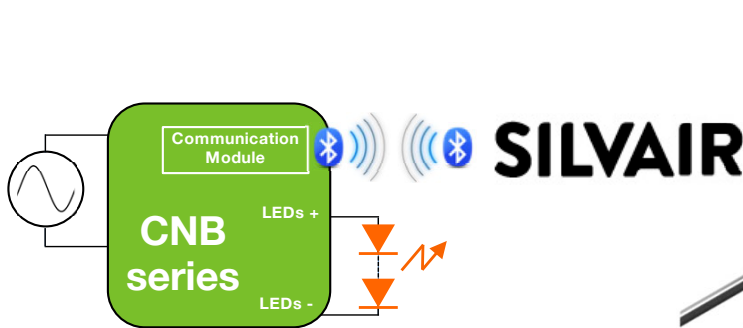 Communication
Module
SILVAIR
LEDs +
CNB
series
LEDs -